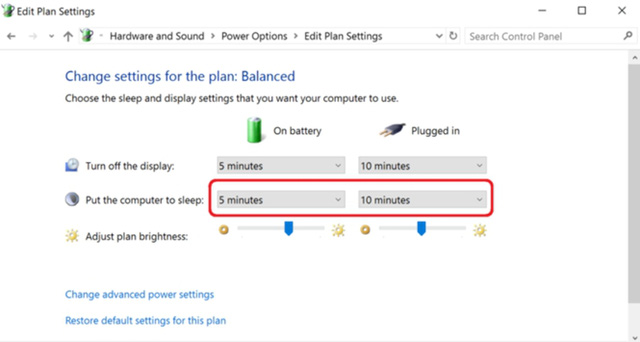 Edit Plan Settings
Hardware and Sound > Power Options > Edit Plan Settings Search Control Panel
Change settings for the plan: Balanced
Choose the sleep and display settings that you want your computer to use.
On battery Plugged in
Turn off the display: 5 minutes 10 minutes
Put the computer to sleep: 5 minutes 10 minutes
Adjust plan brightness:
Change advanced power settings
Restore default settings for this plan